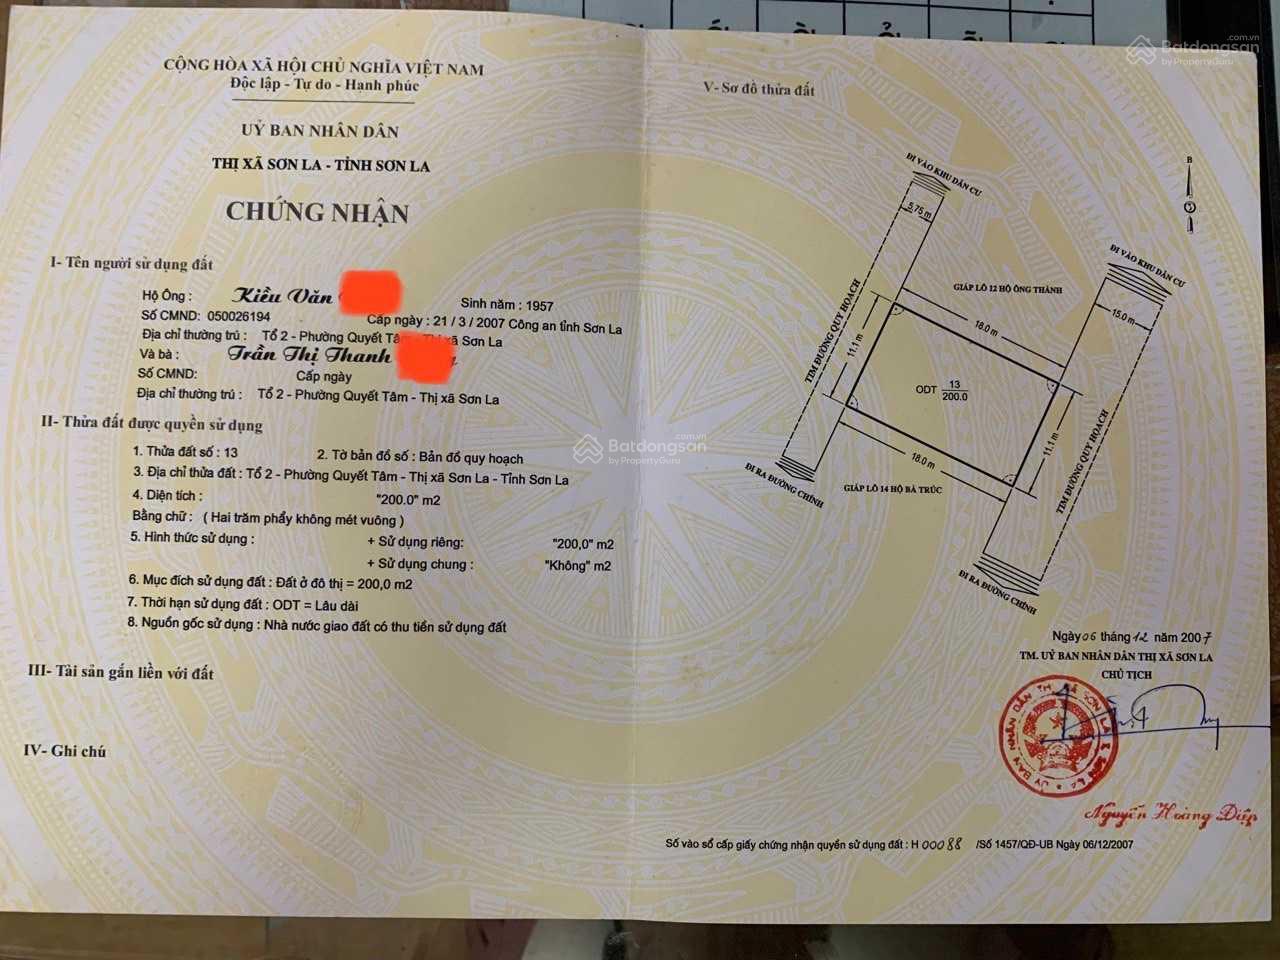 CỘNG HÒA XÃ HỘI CHỦ NGHĨA VIỆT NAM
Độc lập - Tự do - Hạnh phúc
UỶ BAN NHÂN DÂN
THỊ XÃ SƠN LA - TỈNH SƠN LA
CHỨNG NHẬN
I- Tên người sử dụng đất
Hộ Ông : Kiều Văn Sinh năm : 1957
Số CMND: 050026194 Cấp ngày : 21 / 3 / 2007 Công an tỉnh Sơn La
Địa chỉ thường trú : Tổ 2 - Phường Quyết Tâm - Thị xã Sơn La
Và bà : Trần Thị Thanh
Số CMND: Cấp ngày
Địa chỉ thường trú : Tổ 2 - Phường Quyết Tâm - Thị xã Sơn La
II- Thửa đất được quyền sử dụng
1. Thửa đất số : 13 2. Tờ bản đồ số : Bản đồ quy hoạch
3. Địa chỉ thửa đất : Tổ 2 - Phường Quyết Tâm - Thị xã Sơn La - Tỉnh Sơn La
4. Diện tích : "200.0" m2
Bằng chữ : ( Hai trăm phẩy không mét vuông )
5. Hình thức sử dụng : + Sử dụng riêng: "200,0" m2
+ Sử dụng chung : "Không" m2
6. Mục đích sử dụng đất : Đất ở đô thị = 200,0 m2
7. Thời hạn sử dụng đất : ODT = Lâu dài
8. Nguồn gốc sử dụng : Nhà nước giao đất có thu tiền sử dụng đất
III- Tài sản gắn liền với đất
IV- Ghi chú
V- Sơ đồ thửa đất
B
ĐI VÀO KHU DÂN CƯ
5.75 m
TIM ĐƯỜNG QUY HOẠCH
ĐI VÀO KHU DÂN CƯ
15.0 m
GIÁP LÔ 12 HỘ ÔNG THÀNH
18.0 m
11.1 m
ODT 13
200.0
11.1 m
TIM ĐƯỜNG QUY HOẠCH
18.0 m
GIÁP LÔ 14 HỘ BÀ TRÚC
ĐI RA ĐƯỜNG CHÍNH
ĐI RA ĐƯỜNG CHÍNH
Ngày 06 tháng 12 năm 2007
TM. UỶ BAN NHÂN DÂN THỊ XÃ SƠN LA
CHỦ TỊCH
Nguyễn Hoàng Diệp
Số vào sổ cấp giấy chứng nhận quyền sử dụng đất : H 00088 /Số 1457/QĐ-UB Ngày 06/12/2007
Batdongsan.com.vn
by PropertyGuru
Batdongsan.com.vn
by PropertyGuru